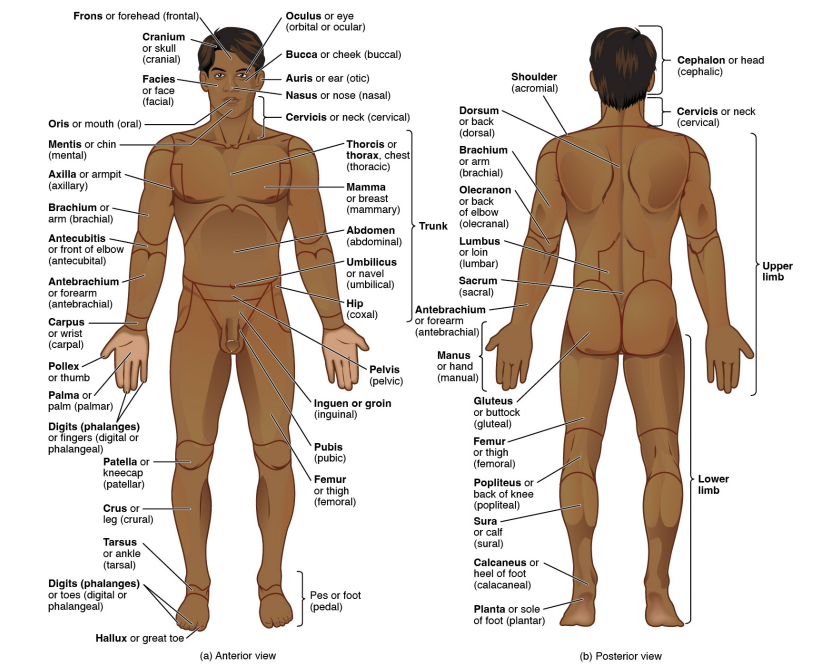 Frons or forehead (frontal)
Cranium
or skull
(cranial)
Facies
or face
(facial)
Oris or mouth (oral)
Mentis or chin
(mental)
Axilla or armpit
(axillary)
Brachium or
arm (brachial)
Antecubitis
or front of elbow
(antecubital)
Antebrachium
or forearm
(antebrachial)
Carpus
or wrist
(carpal)
Pollex
or thumb
Palma or
palm (palmar)
Digits (phalanges)
or fingers (digital or
phalangeal)
Patella or
kneecap
(patellar)
Crus or
leg (crural)
Tarsus
or ankle
(tarsal)
Digits (phalanges)
or toes (digital or
phalangeal)
Hallux or great toe
Oculus or eye
(orbital or ocular)
Bucca or cheek (buccal)
Auris or ear (otic)
Nasus or nose (nasal)
Cervicis or neck (cervical)
Thorcis or
thorax, chest
(thoracic)
Mamma
or breast
(mammary)
Abdomen
(abdominal)
Umbilicus
or navel
(umbilical)
Hip
(coxal)
Trunk
Pelvis
(pelvic)
Inguen or groin
(inguinal)
Pubis
(pubic)
Femur
or thigh
(femoral)
Pes or foot
(pedal)
(a) Anterior view
Shoulder
(acromial)
Dorsum
or back
(dorsal)
Brachium
or arm
(brachial)
Olecranon
or back
of elbow
(olecranal)
Lumbus
or loin
(lumbar)
Sacrum
(sacral)
Antebrachium
or forearm
(antebrachial)
Manus
or hand
(manual)
Gluteus
or buttock
(gluteal)
Femur
or thigh
(femoral)
Popliteus or
back of knee
(popliteal)
Sura
or calf
(sural)
Calcaneus or
heel of foot
(calacaneal)
Planta or sole
of foot (plantar)
Cephalon or head
(cephalic)
Cervicis or neck
(cervical)
Upper
limb
Lower
limb
(b) Posterior view